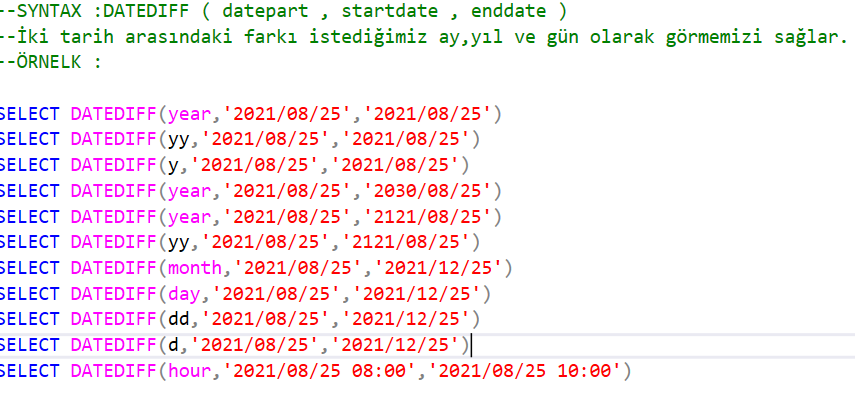 --SYNTAX :DATEDIFF ( datepart , startdate , enddate )
--İki tarih arasındaki farkı istediğimiz ay,yıl ve gün olarak görmemizi sağlar.
--ÖRNELK :
SELECT DATEDIFF(year,'2021/08/25','2021/08/25')
SELECT DATEDIFF(yy,'2021/08/25','2021/08/25')
SELECT DATEDIFF(y,'2021/08/25','2021/08/25')
SELECT DATEDIFF(year,'2021/08/25','2030/08/25')
SELECT DATEDIFF(year,'2021/08/25','2121/08/25')
SELECT DATEDIFF(yy,'2021/08/25','2121/08/25')
SELECT DATEDIFF(month,'2021/08/25','2021/12/25')
SELECT DATEDIFF(day,'2021/08/25','2021/12/25')
SELECT DATEDIFF(dd,'2021/08/25','2021/12/25')
SELECT DATEDIFF(d,'2021/08/25','2021/12/25')
SELECT DATEDIFF(hour,'2021/08/25 08:00','2021/08/25 10:00')